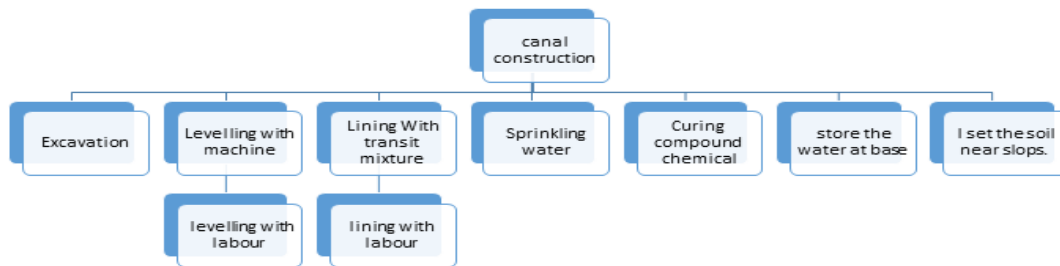 canal
construction
Excavation
Levelling with
machine
Lining With
transit
mixture
Sprinkling
water
Curing
compound
chemical
store the
water at base
I set the soil
near slops.
levelling with
labour
lining with
labour